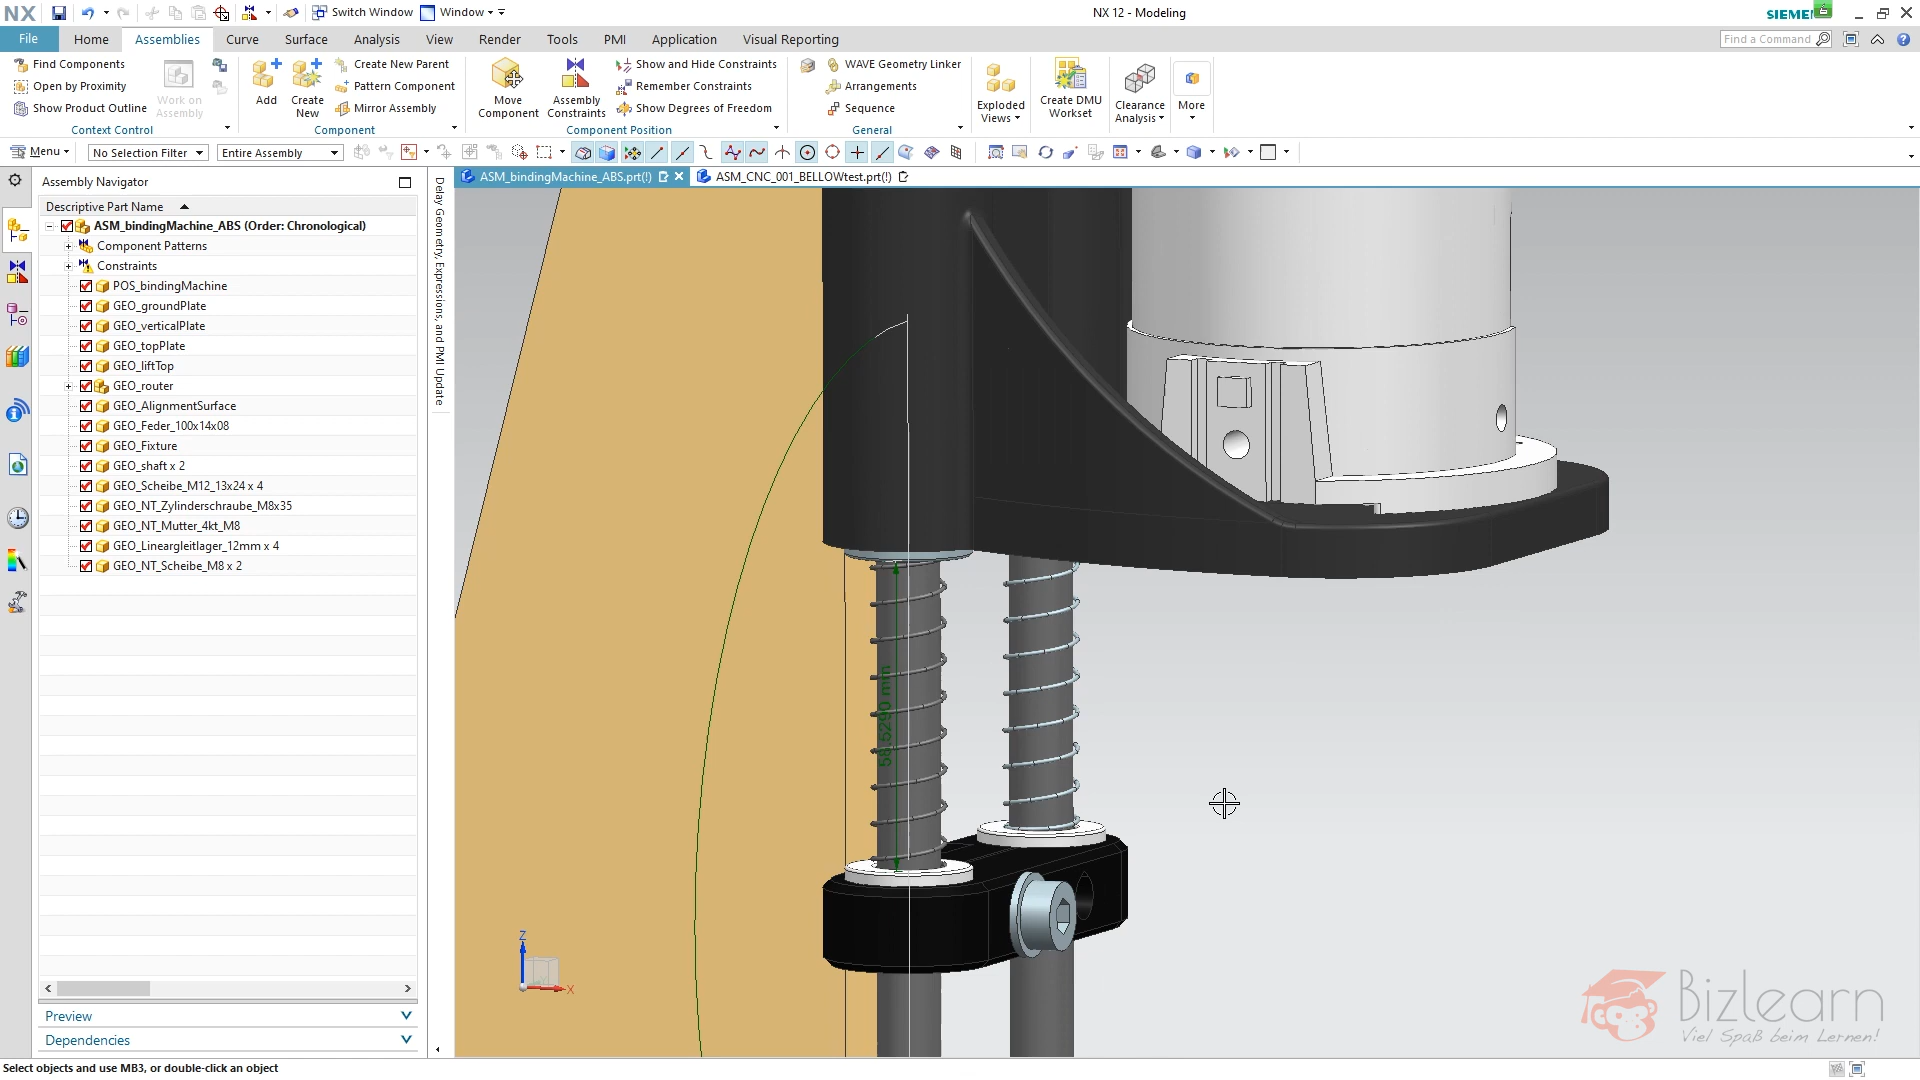 NX
Switch Window
Window
NX 12 - Modeling
File
Home
Assemblies
Curve
Surface
Analysis
View
Render
Tools
PMI
Application
Visual Reporting
Find a Command
Find Components
Open by Proximity
Show Product Outline
Work on Assembly
Context Control
Add
Create New
Create New Parent
Pattern Component
Mirror Assembly
Component
Move Component
Assembly Constraints
Show and Hide Constraints
Remember Constraints
Show Degrees of Freedom
Component Position
WAVE Geometry Linker
Arrangements
Sequence
General
Exploded Views
Create DMU Workset
Clearance Analysis
More
Menu
No Selection Filter
Entire Assembly
Assembly Navigator
Descriptive Part Name
ASM_bindingMachine_ABS (Order: Chronological)
Component Patterns
Constraints
POS_bindingMachine
GEO_groundPlate
GEO_verticalPlate
GEO_topPlate
GEO_liftTop
GEO_router
GEO_AlignmentSurface
GEO_Feder_100x14x08
GEO_Fixture
GEO_shaft x 2
GEO_Scheibe_M12_13x24 x 4
GEO_NT_Zylinderschraube_M8x35
GEO_NT_Mutter_4kt_M8
GEO_Lineargleitlager_12mm x 4
GEO_NT_Scheibe_M8 x 2
Preview
Dependencies
Delay Geometry, Expressions, and PMI Update
ASM_bindingMachine_ABS.prt(!)
ASM_CNC_001_BELLOWtest.prt(!)
Z
X
Bizlearn
Viel Spaß beim Lernen!
Select objects and use MB3, or double-click an object